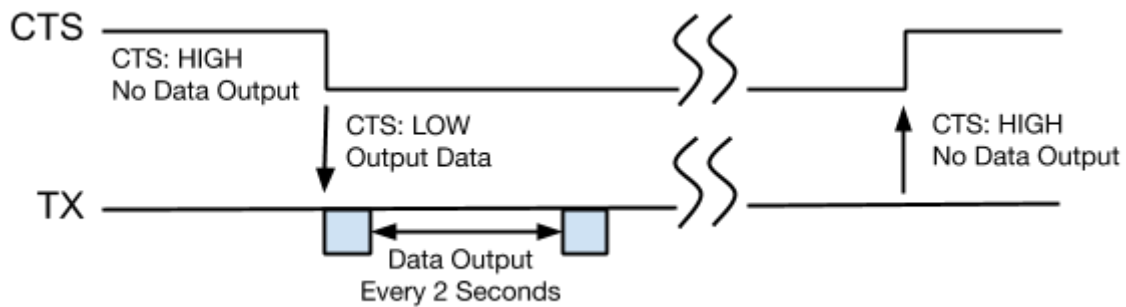 CTS
CTS: HIGH
No Data Output
CTS: LOW
Output Data
CTS: HIGH
No Data Output
TX
Data Output
Every 2 Seconds